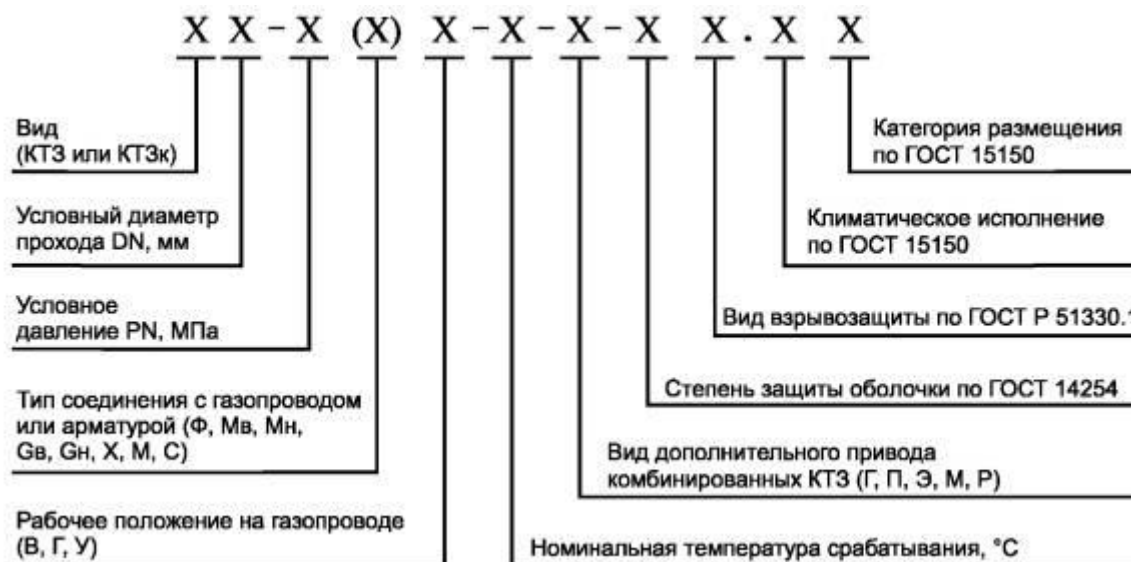 Х Х - Х (Х) Х - Х - Х - Х Х . Х Х
Вид
(КТЗ или КТЗк)
Условный диаметр
прохода DN, мм
Условное
давление PN, МПа
Тип соединения с газопроводом
или арматурой (Ф, Мв, Мн,
Gв, Gн, Х, М, С)
Рабочее положение на газопроводе
(В, Г, У)
Категория размещения
по ГОСТ 15150
Климатическое исполнение
по ГОСТ 15150
Вид взрывозащиты по ГОСТ Р 51330.1
Степень защиты оболочки по ГОСТ 14254
Вид дополнительного привода
комбинированных КТЗ (Г, П, Э, М, Р)
Номинальная температура срабатывания, °С